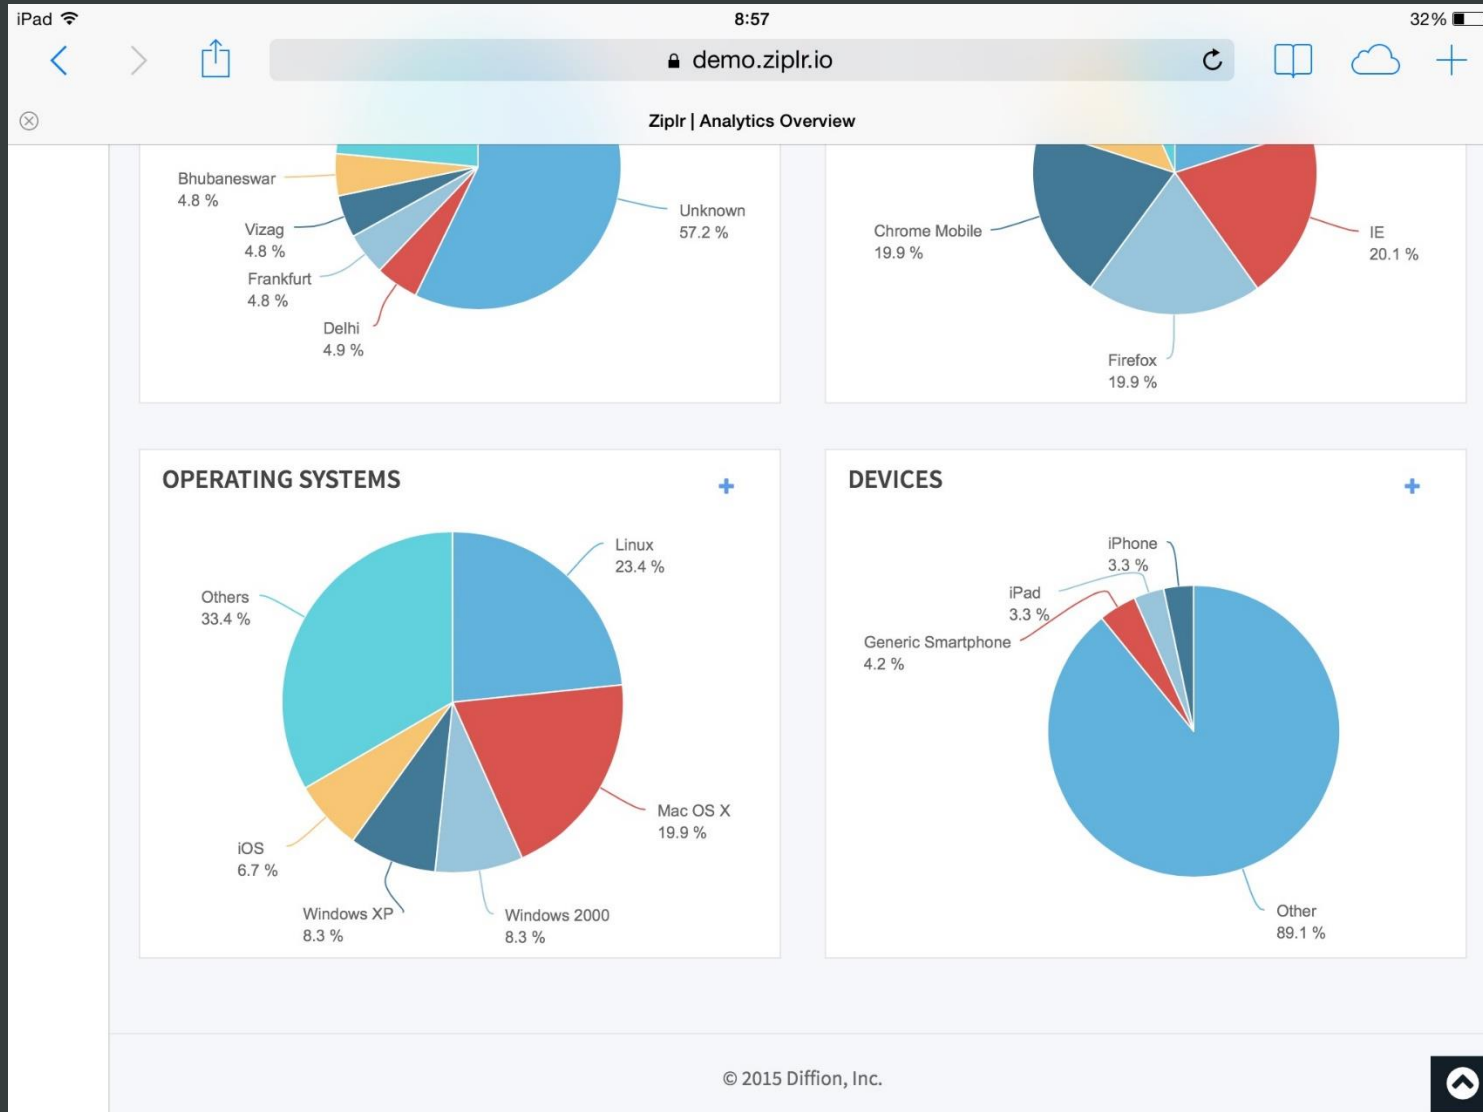 iPad
8:57
32%
demo.ziplr.io
Ziplr | Analytics Overview
Bhubaneswar
4.8 %
Vizag
4.8 %
Frankfurt
4.8 %
Delhi
4.9 %
Unknown
57.2 %
Chrome Mobile
19.9 %
Firefox
19.9 %
IE
20.1 %
OPERATING SYSTEMS
Linux
23.4 %
Others
33.4 %
Mac OS X
19.9 %
iOS
6.7 %
Windows XP
8.3 %
Windows 2000
8.3 %
DEVICES
iPhone
3.3 %
iPad
3.3 %
Generic Smartphone
4.2 %
Other
89.1 %
© 2015 Diffion, Inc.